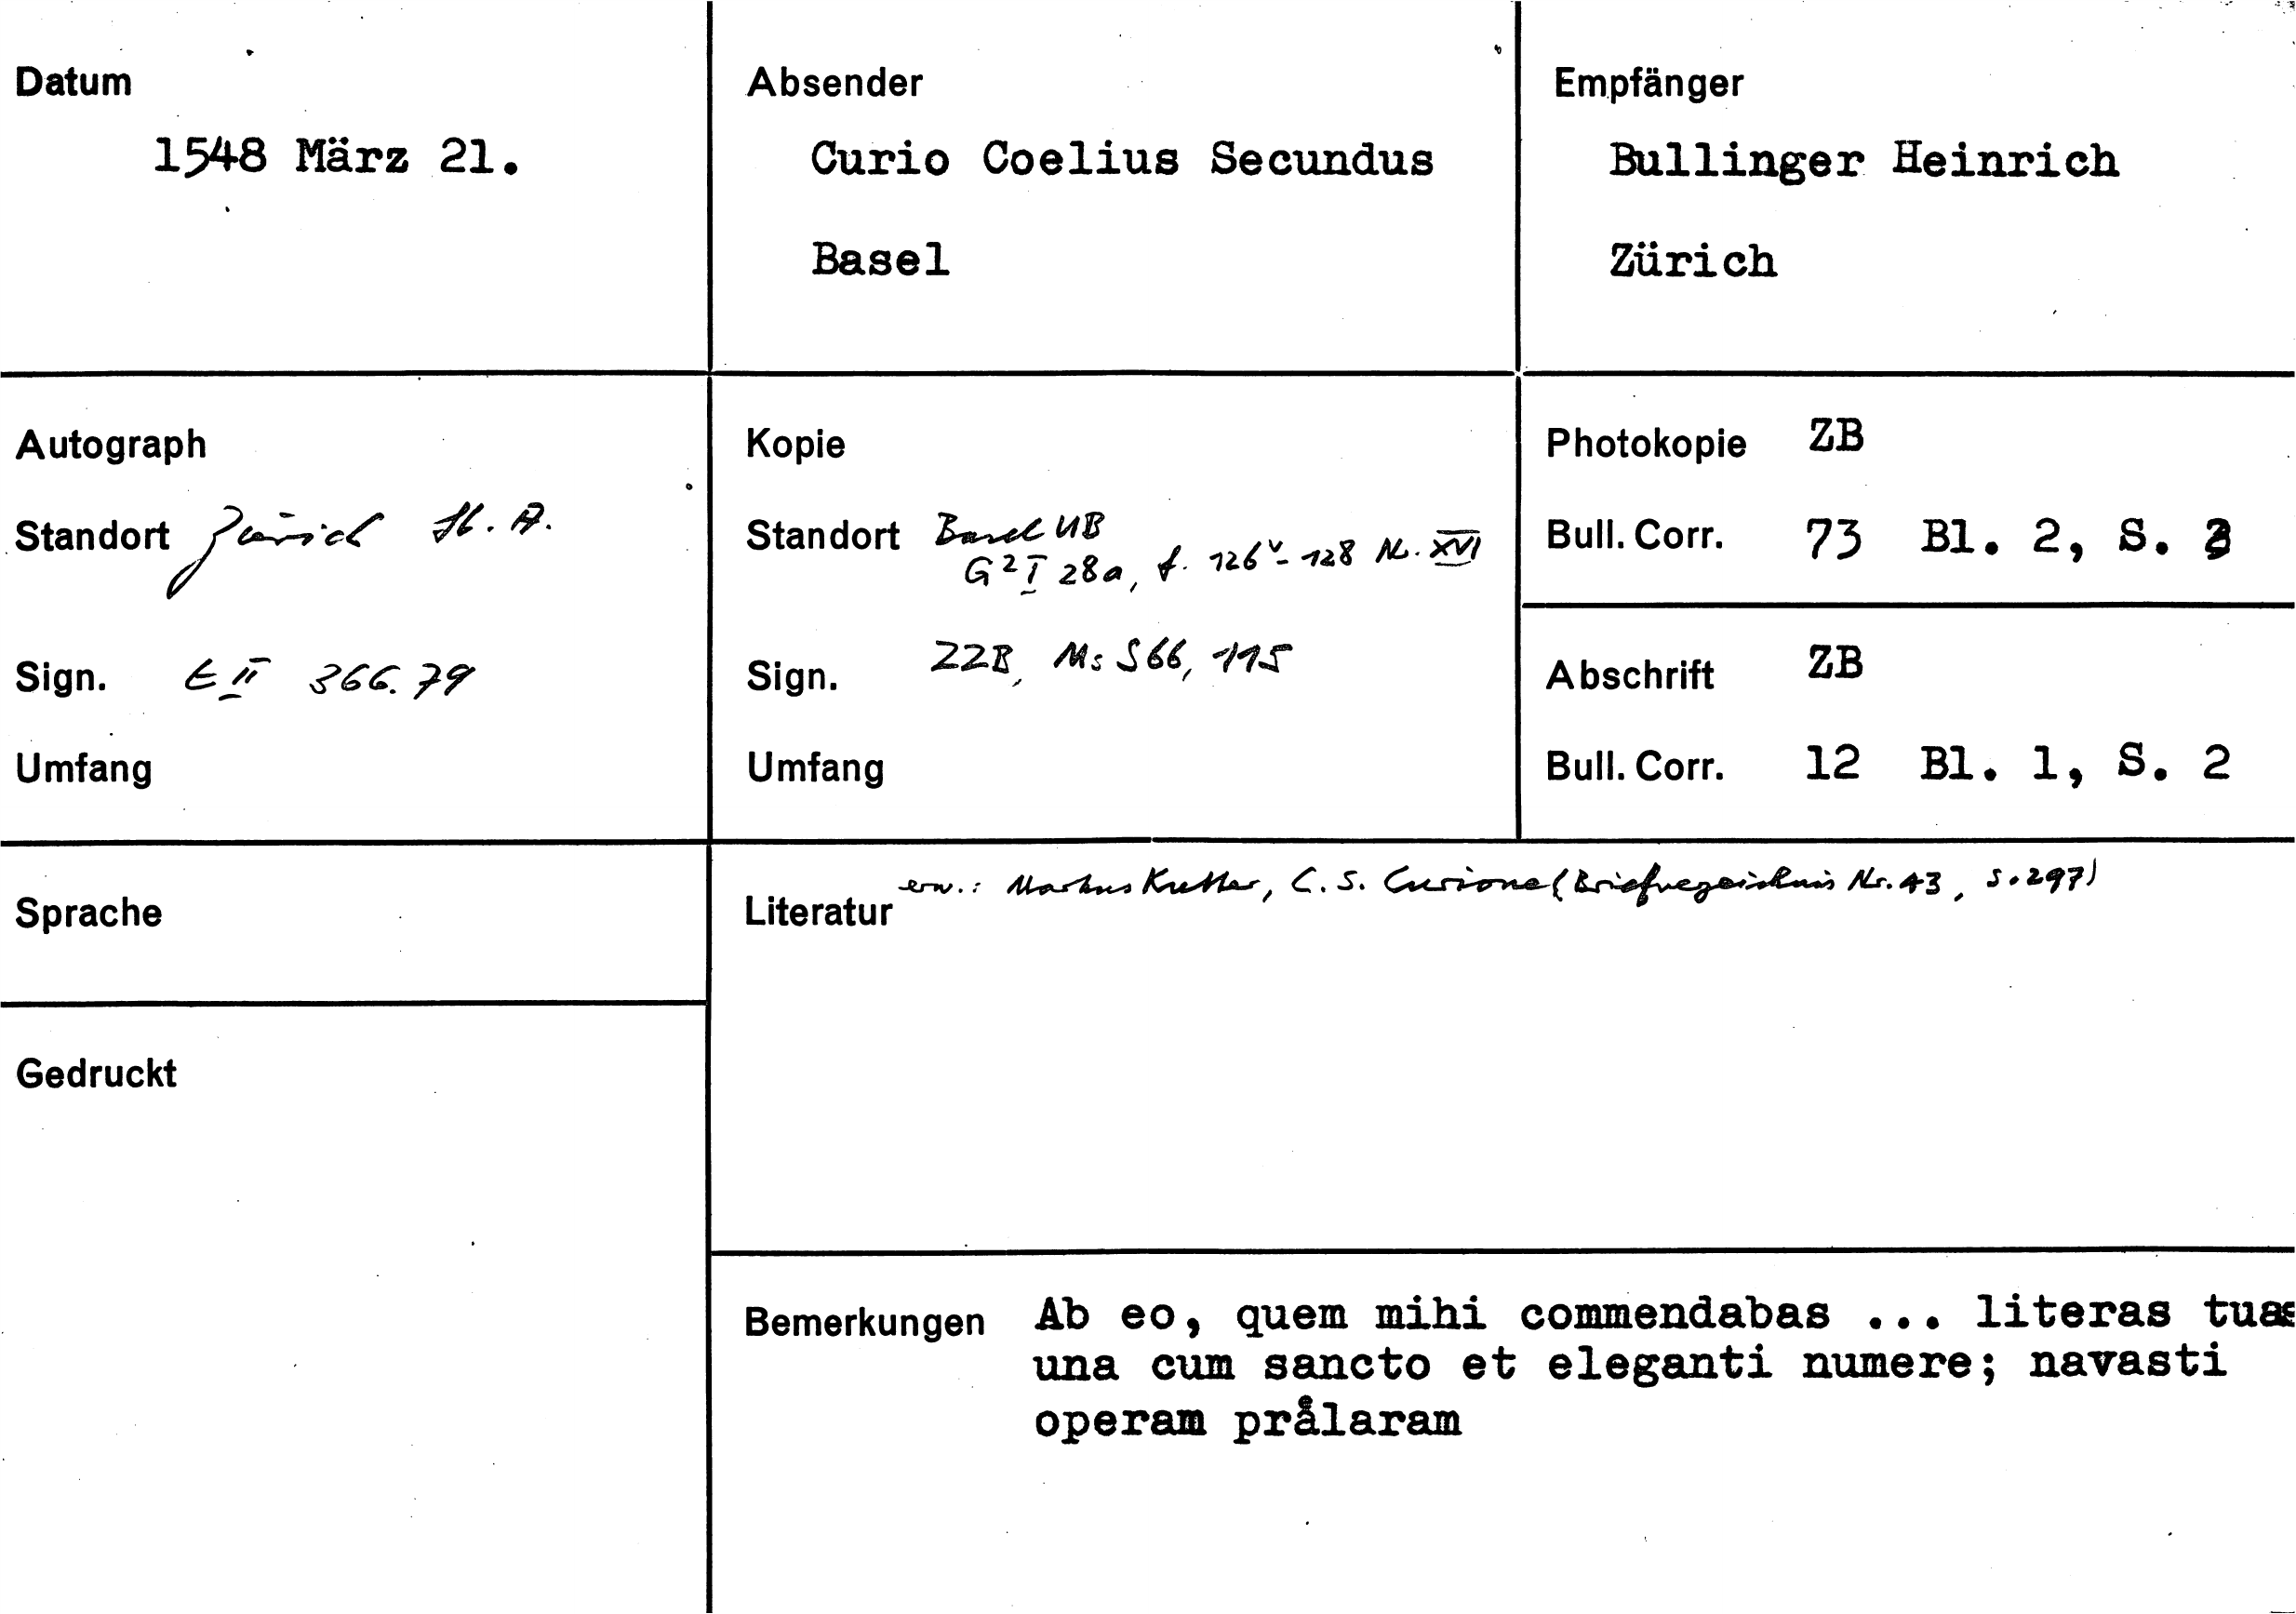 Datum
1548 März 21.
Absender
Curio Coelius Secundus
Basel
Empfänger
Bullinger Heinrich
Zürich
Autograph
Standort Zürich St. A.
Sign. E II 366.79
Umfang
Kopie
Standort Basel UB
G² I 28a, f. 126v - 128 Nr. XVI
Sign. ZZB, Ms S66, 115
Umfang
Photokopie ZB
Bull. Corr. 73 Bl. 2, S. 3
Abschrift ZB
Bull. Corr. 12 Bl. 1, S. 2
Sprache
Gedruckt
Literatur erw.: Markus Kutter, C. S. Curione (Briefverzeichnis Nr. 43, S. 297)
Bemerkungen Ab eo, quem mihi commendabas ... literas tuas
una cum sancto et eleganti numere; navasti
operam prålaram